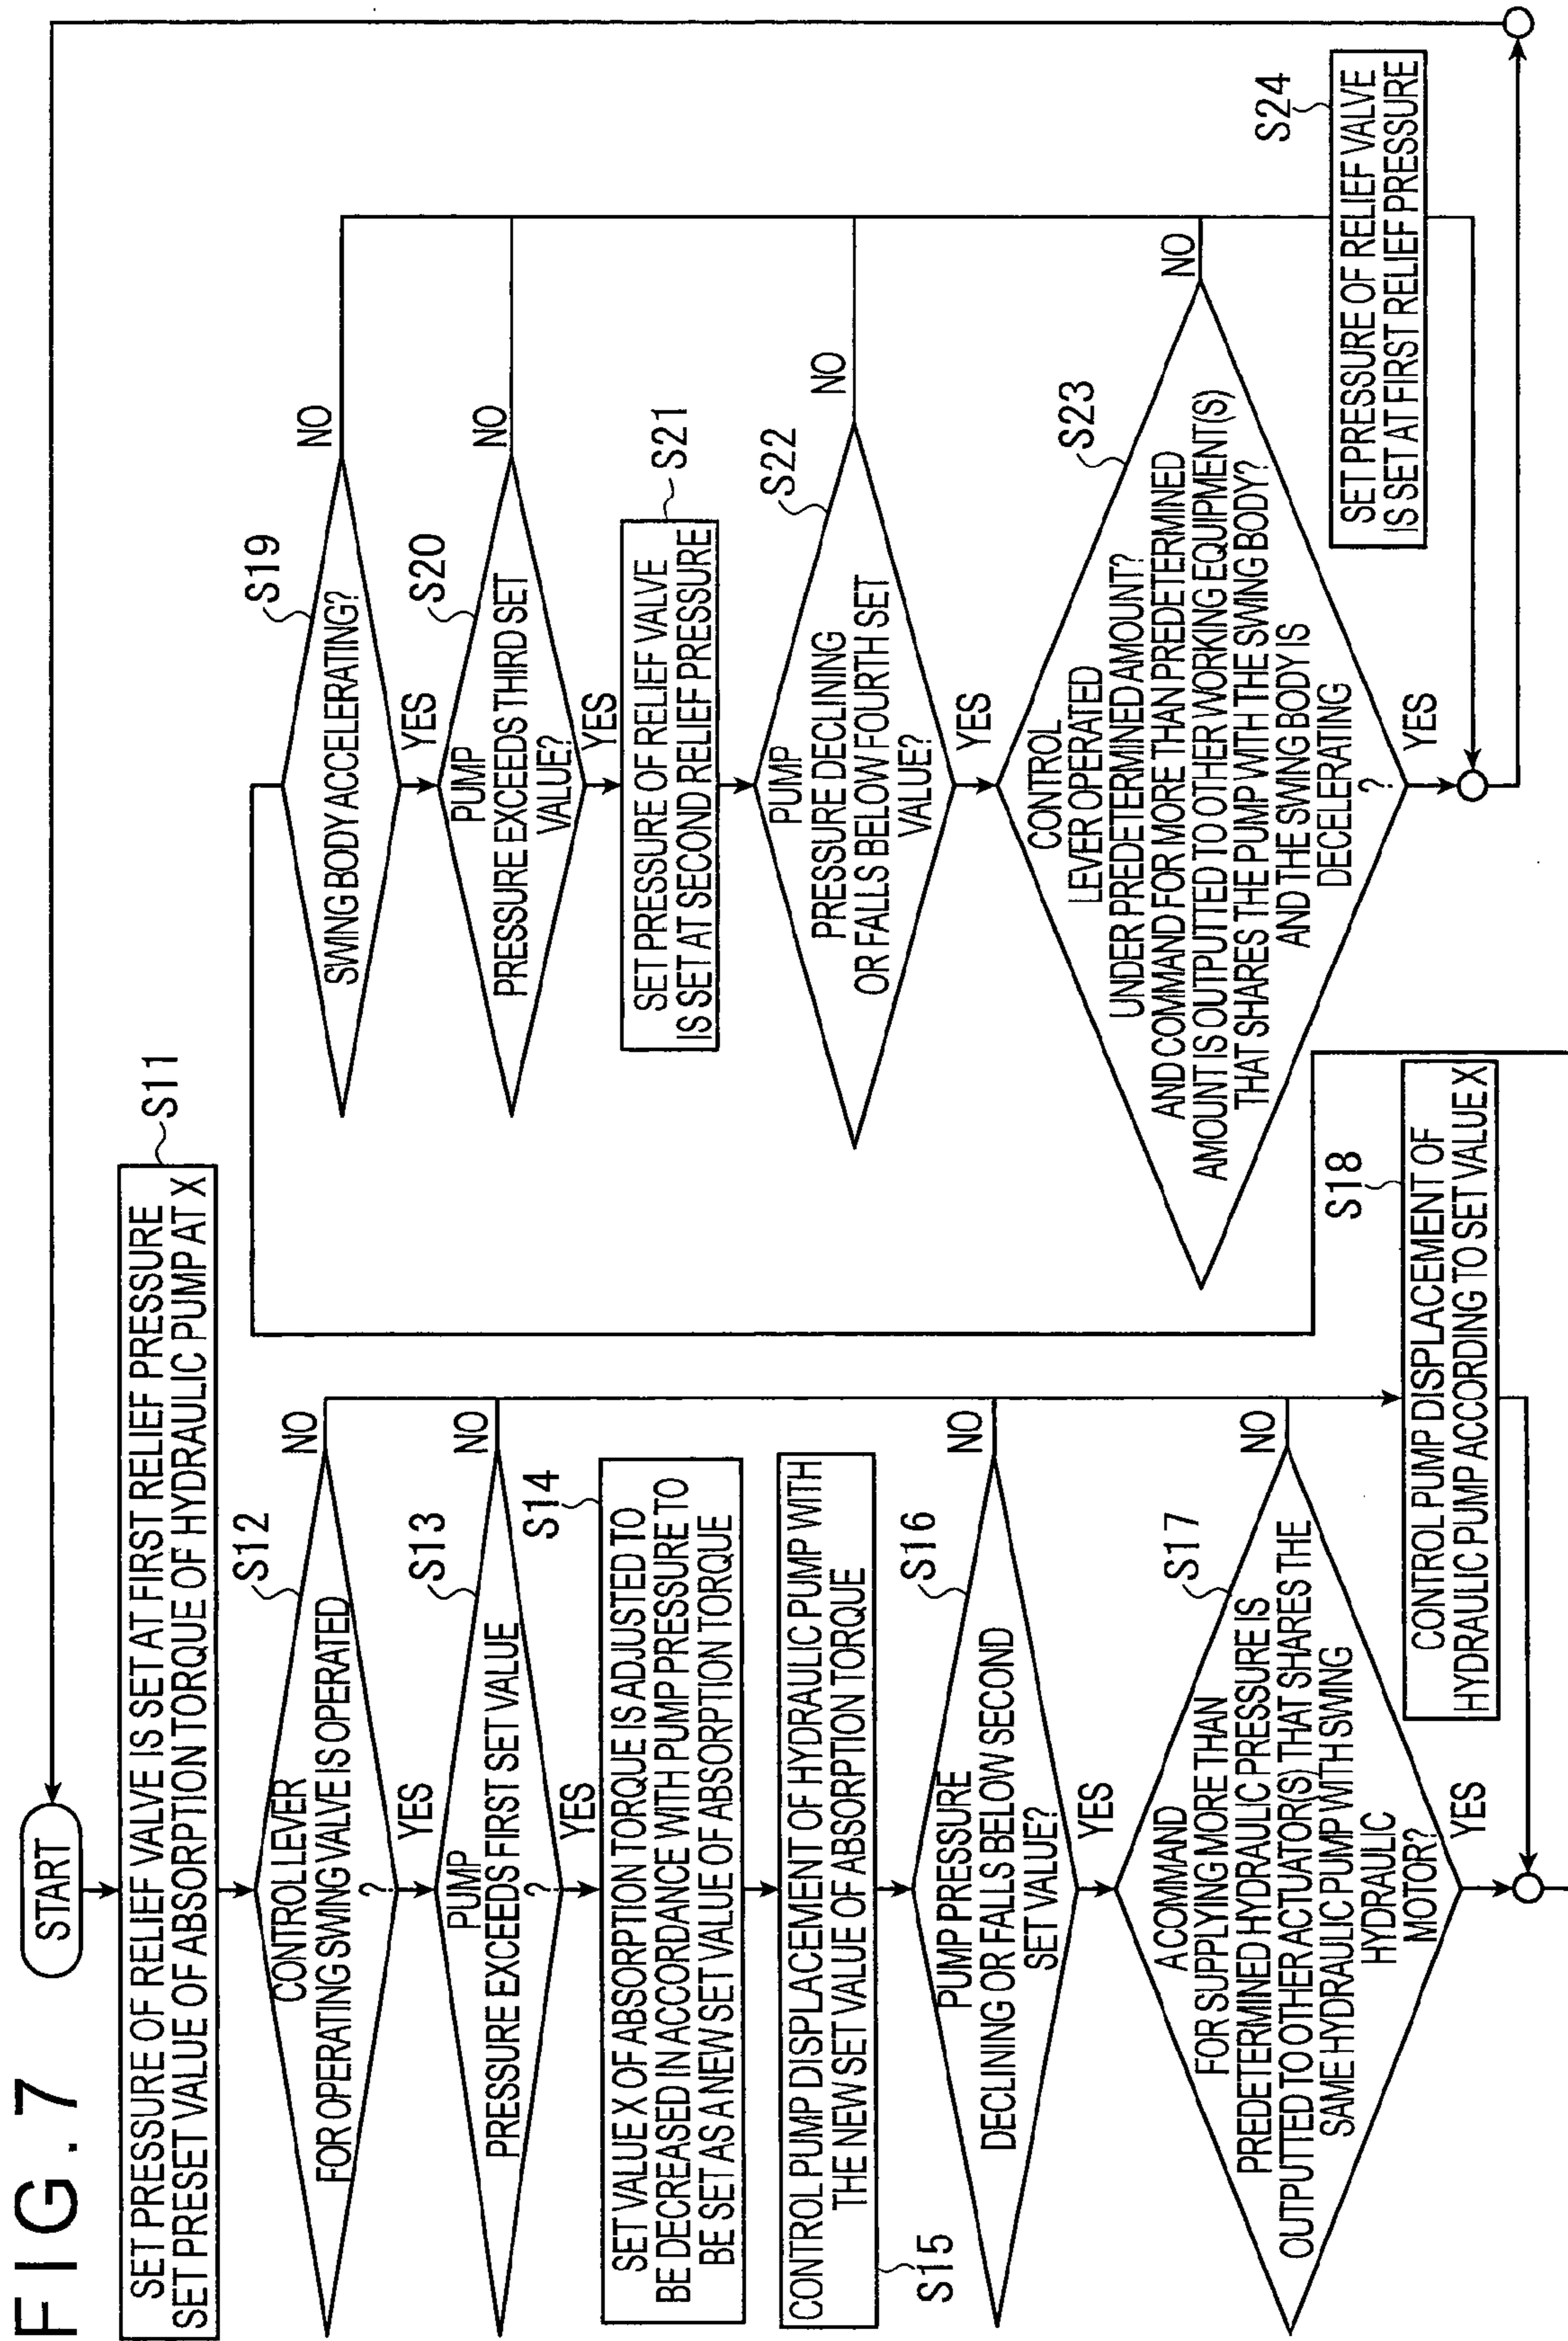 FIG. 7
START
SET PRESSURE OF RELIEF VALVE IS SET AT FIRST RELIEF PRESSURE
SET PRESET VALUE OF ABSORPTION TORQUE OF HYDRAULIC PUMP AT X
S11
CONTROL LEVER
FOR OPERATING SWING VALVE IS OPERATED
?
S12
NO
YES
PUMP
PRESSURE EXCEEDS FIRST SET VALUE
?
S13
NO
YES
SET VALUE X OF ABSORPTION TORQUE IS ADJUSTED TO
BE DECREASED IN ACCORDANCE WITH PUMP PRESSURE TO
BE SET AS A NEW SET VALUE OF ABSORPTION TORQUE
S14
CONTROL PUMP DISPLACEMENT OF HYDRAULIC PUMP WITH
THE NEW SET VALUE OF ABSORPTION TORQUE
S15
PUMP PRESSURE
DECLINING OR FALLS BELOW SECOND
SET VALUE?
S16
NO
YES
A COMMAND
FOR SUPPLYING MORE THAN
PREDETERMINED HYDRAULIC PRESSURE IS
OUTPUTTED TO OTHER ACTUATOR(S) THAT SHARES THE
SAME HYDRAULIC PUMP WITH SWING
HYDRAULIC
MOTOR?
S17
NO
YES
S18
CONTROL PUMP DISPLACEMENT OF
HYDRAULIC PUMP ACCORDING TO SET VALUE X
SWING BODY ACCELERATING?
S19
NO
YES
PUMP
PRESSURE EXCEEDS THIRD SET
VALUE?
S20
NO
YES
SET PRESSURE OF RELIEF VALVE
IS SET AT SECOND RELIEF PRESSURE
S21
PUMP
PRESSURE DECLINING
OR FALLS BELOW FOURTH SET
VALUE?
S22
NO
YES
CONTROL
LEVER OPERATED
UNDER PREDETERMINED AMOUNT?
AND COMMAND FOR MORE THAN PREDETERMINED
AMOUNT IS OUTPUTED TO OTHER WORKING EQUIPMENT(S)
THAT SHARES THE PUMP WITH THE SWING BODY?
AND THE SWING BODY IS
DECELERATING
?
S23
NO
YES
S24
SET PRESSURE OF RELIEF VALVE
IS SET AT FIRST RELIEF PRESSURE